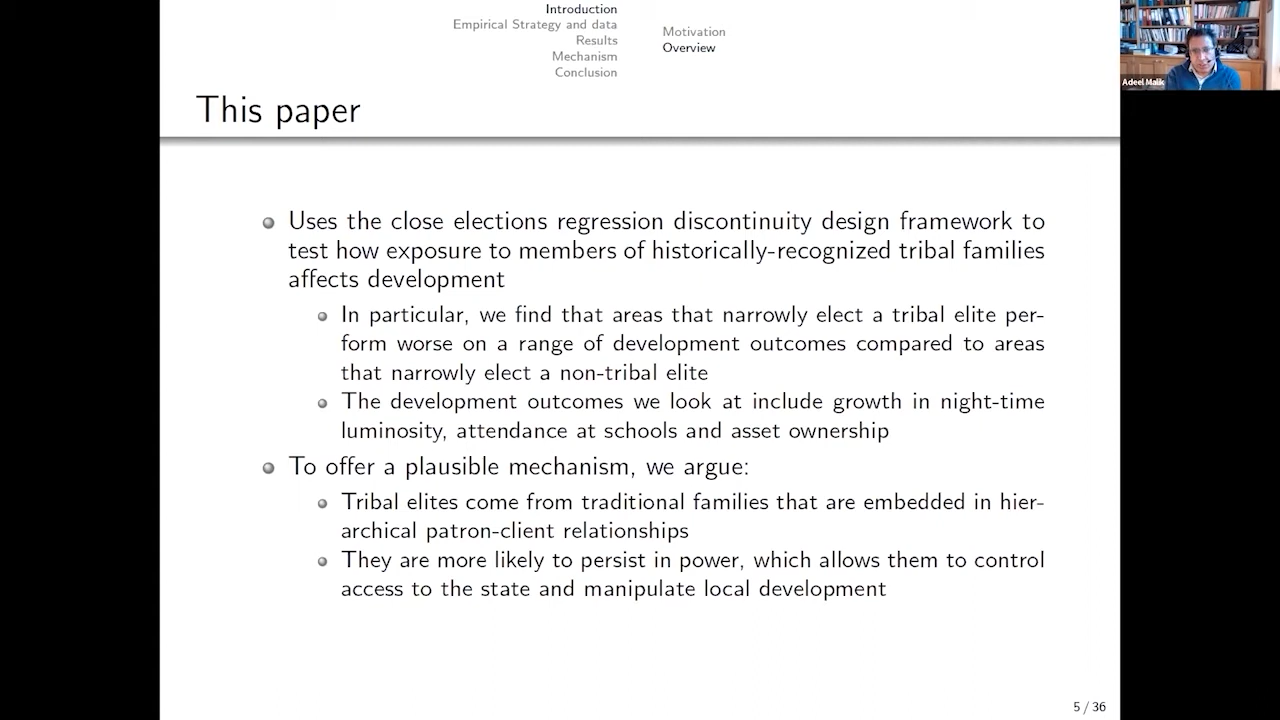 Introduction
Empirical Strategy and data
Results
Mechanism
Conclusion
Motivation
Overview
Adeel Malik
This paper
Uses the close elections regression discontinuity design framework to
test how exposure to members of historically-recognized tribal families
affects development
In particular, we find that areas that narrowly elect a tribal elite per-
form worse on a range of development outcomes compared to areas
that narrowly elect a non-tribal elite
The development outcomes we look at include growth in night-time
luminosity, attendance at schools and asset ownership
To offer a plausible mechanism, we argue:
Tribal elites come from traditional families that are embedded in hier-
archical patron-client relationships
They are more likely to persist in power, which allows them to control
access to the state and manipulate local development
5 / 36